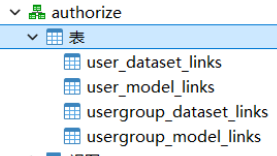 authorize
表
user_dataset_links
user_model_links
usergroup_dataset_links
usergroup_model_links